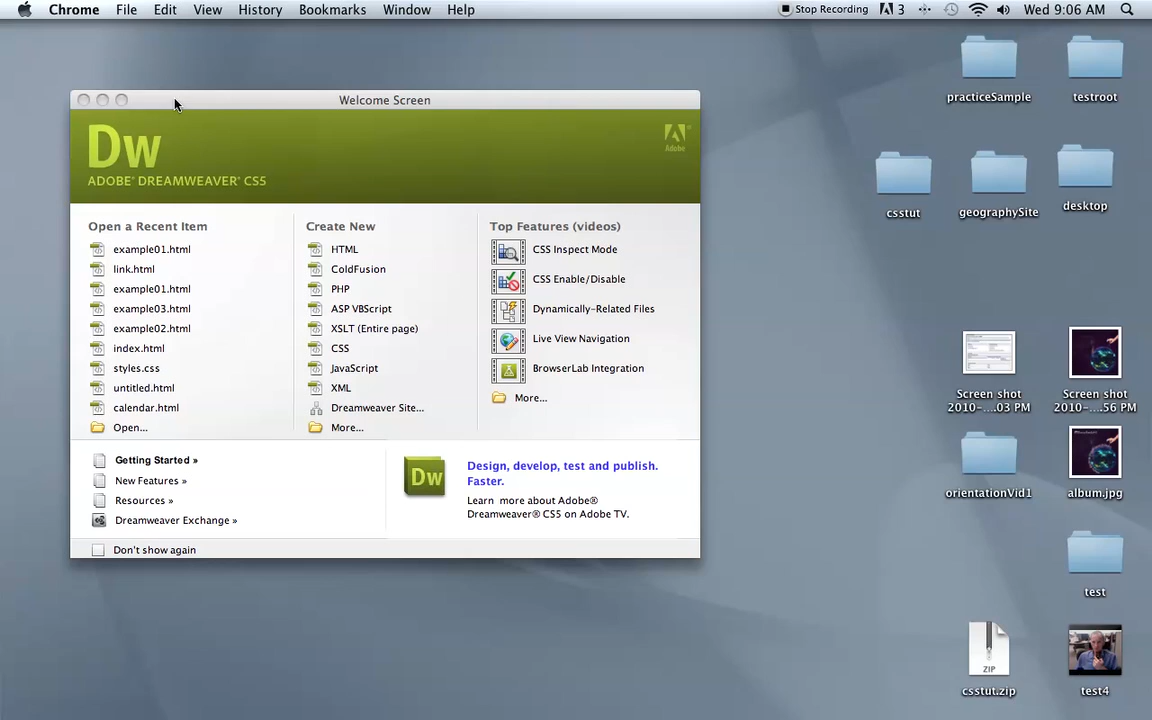 Chrome File Edit View History Bookmarks Window Help
Stop Recording 3 Wed 9:06 AM
practiceSample
testroot
csstut
geographySite
desktop
Welcome Screen
Dw
ADOBE® DREAMWEAVER® CS5
Adobe
Open a Recent Item
example01.html
link.html
example01.html
example03.html
example02.html
index.html
styles.css
untitled.html
calendar.html
Open...
Create New
HTML
ColdFusion
PHP
ASP VBScript
XSLT (Entire page)
CSS
JavaScript
XML
Dreamweaver Site...
More...
Top Features (videos)
CSS Inspect Mode
CSS Enable/Disable
Dynamically-Related Files
Live View Navigation
BrowserLab Integration
More...
Getting Started »
New Features »
Resources »
Dreamweaver Exchange »
Dw
Design, develop, test and publish.
Faster.
Learn more about Adobe®
Dreamweaver® CS5 on Adobe TV.
Don't show again
Screen shot
2010-....03 PM
Screen shot
2010-....56 PM
orientationVid1
album.jpg
test
ZIP
csstut.zip
test4